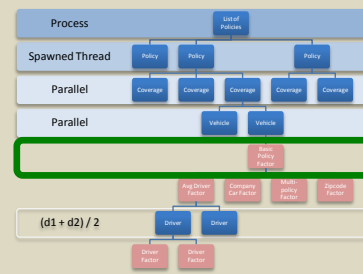 Process
List of
Policies
Spawned Thread
Policy
Policy
Policy
Parallel
Coverage
Coverage
Coverage
Coverage
Coverage
Parallel
Vehicle
Vehicle
Basic
Policy
Factor
Avg Driver
Factor
Company
Car Factor
Multi-
policy
Factor
Zipcode
Factor
(d1 + d2) / 2
Driver
Driver
Driver
Factor
Driver
Factor